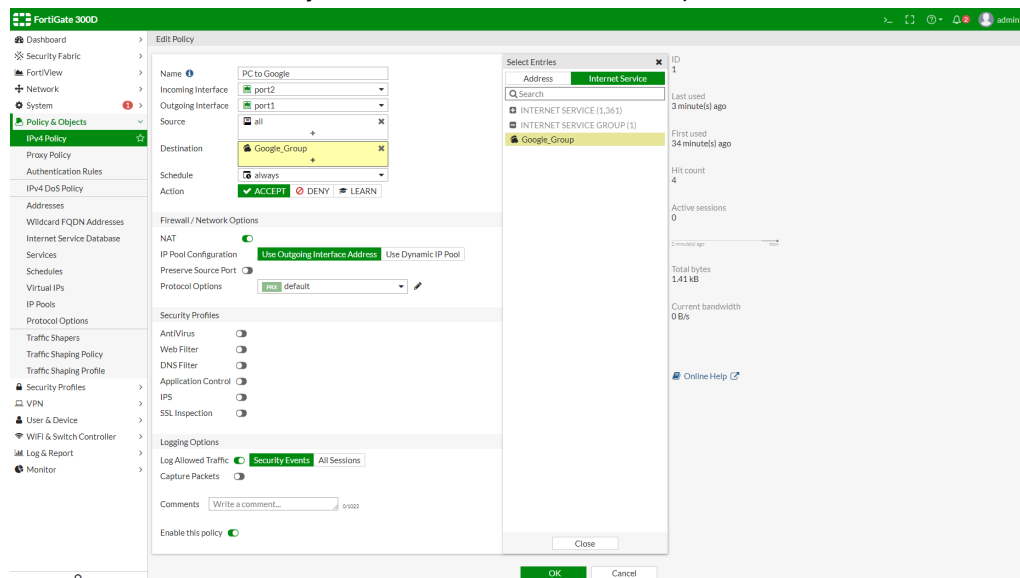 FortiGate 300D
>_
2
admin
Dashboard
Security Fabric
FortiView
Network
System 1
Policy & Objects
IPv4 Policy
Proxy Policy
Authentication Rules
IPv4 DoS Policy
Addresses
Wildcard FQDN Addresses
Internet Service Database
Services
Schedules
Virtual IPs
IP Pools
Protocol Options
Traffic Shapers
Traffic Shaping Policy
Traffic Shaping Profile
Security Profiles
VPN
User & Device
WiFi & Switch Controller
Log & Report
Monitor
Edit Policy
Name PC to Google
Incoming Interface port2
Outgoing Interface port1
Source all
+
Destination Google_Group
+
Schedule always
Action ACCEPT DENY LEARN
Firewall / Network Options
NAT
IP Pool Configuration Use Outgoing Interface Address Use Dynamic IP Pool
Preserve Source Port
Protocol Options PRX default
Security Profiles
AntiVirus
Web Filter
DNS Filter
Application Control
IPS
SSL Inspection
Logging Options
Log Allowed Traffic Security Events All Sessions
Capture Packets
Comments Write a comment... 0/1023
Enable this policy
Select Entries
Address Internet Service
Search
INTERNET SERVICE (1,361)
INTERNET SERVICE GROUP (1)
Google_Group
Close
OK Cancel
ID
1
Last used
3 minute(s) ago
First used
34 minute(s) ago
Hit count
4
Active sessions
0
2 minute(s) ago now
Total bytes
1.41 kB
Current bandwidth
0 B/s
Online Help